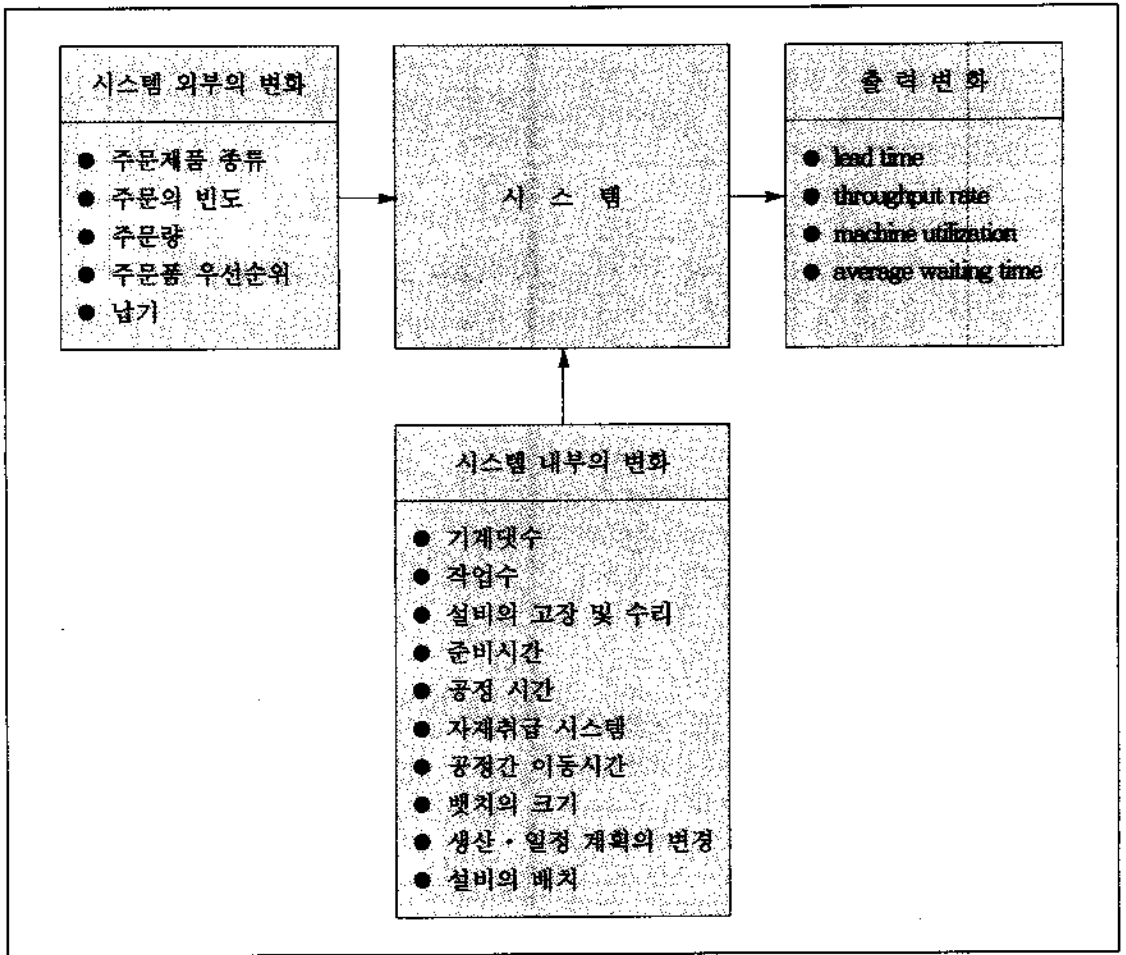 시스템 외부의 변화
● 주문제품 종류
● 주문의 빈도
● 주문량
● 주문품 우선순위
● 납기
시 스 템
출 력 변 화
● lead time
● throughput rate
● machine utilization
● average waiting time
시스템 내부의 변화
● 기계댓수
● 작업수
● 설비의 고장 및 수리
● 준비시간
● 공정 시간
● 자재취급 시스템
● 공정간 이동시간
● 뱃치의 크기
● 생산 · 일정 계획의 변경
● 설비의 배치